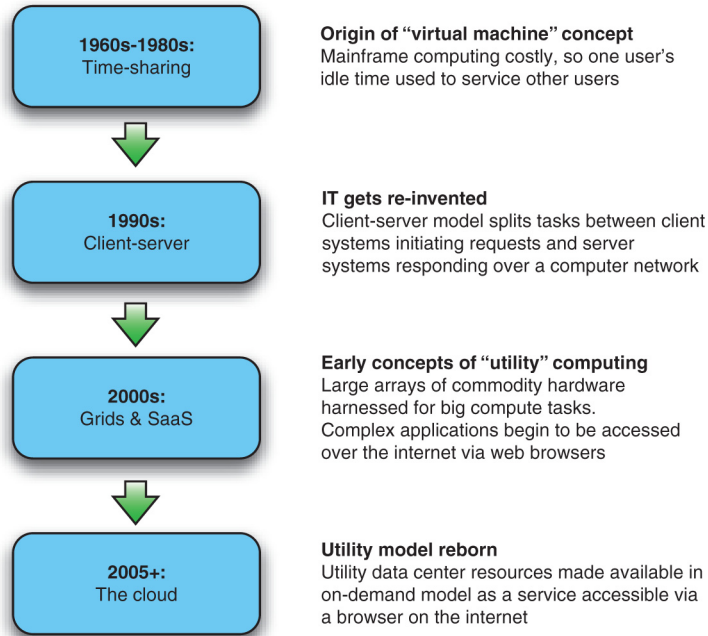 1960s-1980s:
Time-sharing
Origin of “virtual machine” concept
Mainframe computing costly, so one user’s
idle time used to service other users
1990s:
Client-server
IT gets re-invented
Client-server model splits tasks between client
systems initiating requests and server
systems responding over a computer network
2000s:
Grids & SaaS
Early concepts of “utility” computing
Large arrays of commodity hardware
harnessed for big compute tasks.
Complex applications begin to be accessed
over the internet via web browsers
2005+:
The cloud
Utility model reborn
Utility data center resources made available in
on-demand model as a service accessible via
a browser on the internet